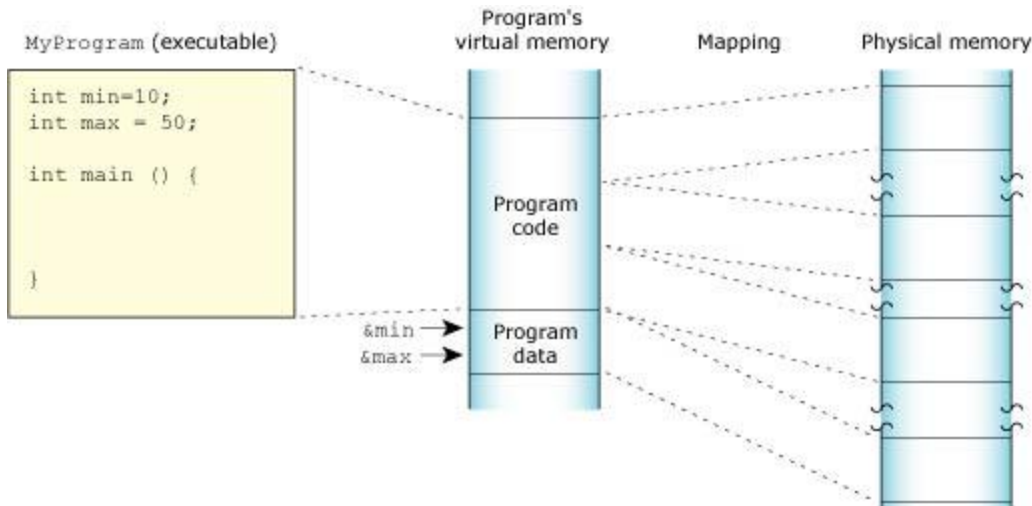 MyProgram (executable)
Program's
virtual memory
Mapping
Physical memory
int min=10;
int max = 50;
int main () {
}
Program
code
&min
&max
Program
data